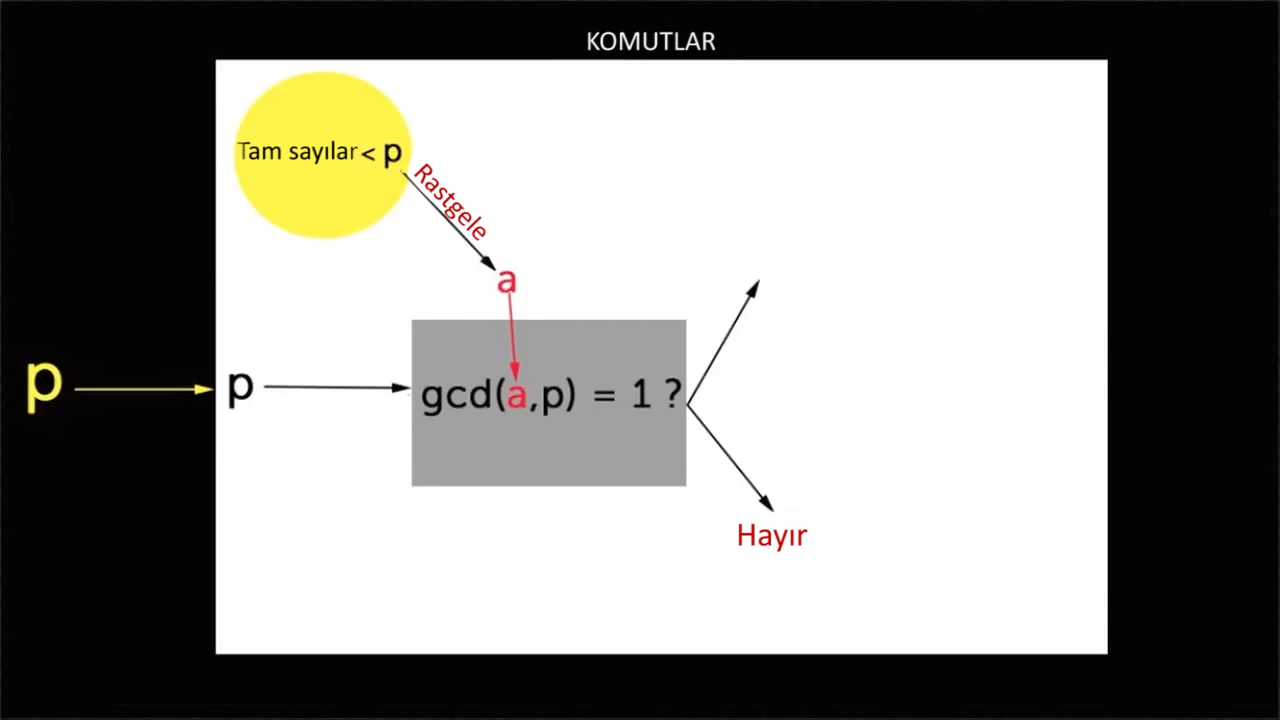 KOMUTLAR
Tam sayılar < p
Rastgele
a
p
p
gcd(a,p) = 1 ?
Hayır